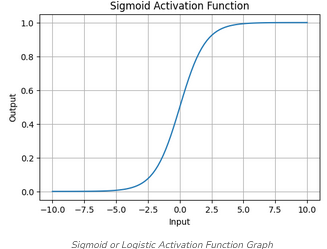 Sigmoid Activation Function
1.0
0.8
0.6
0.4
0.2
0.0
Output
−10.0 −7.5 −5.0 −2.5 0.0 2.5 5.0 7.5 10.0
Input
Sigmoid or Logistic Activation Function Graph